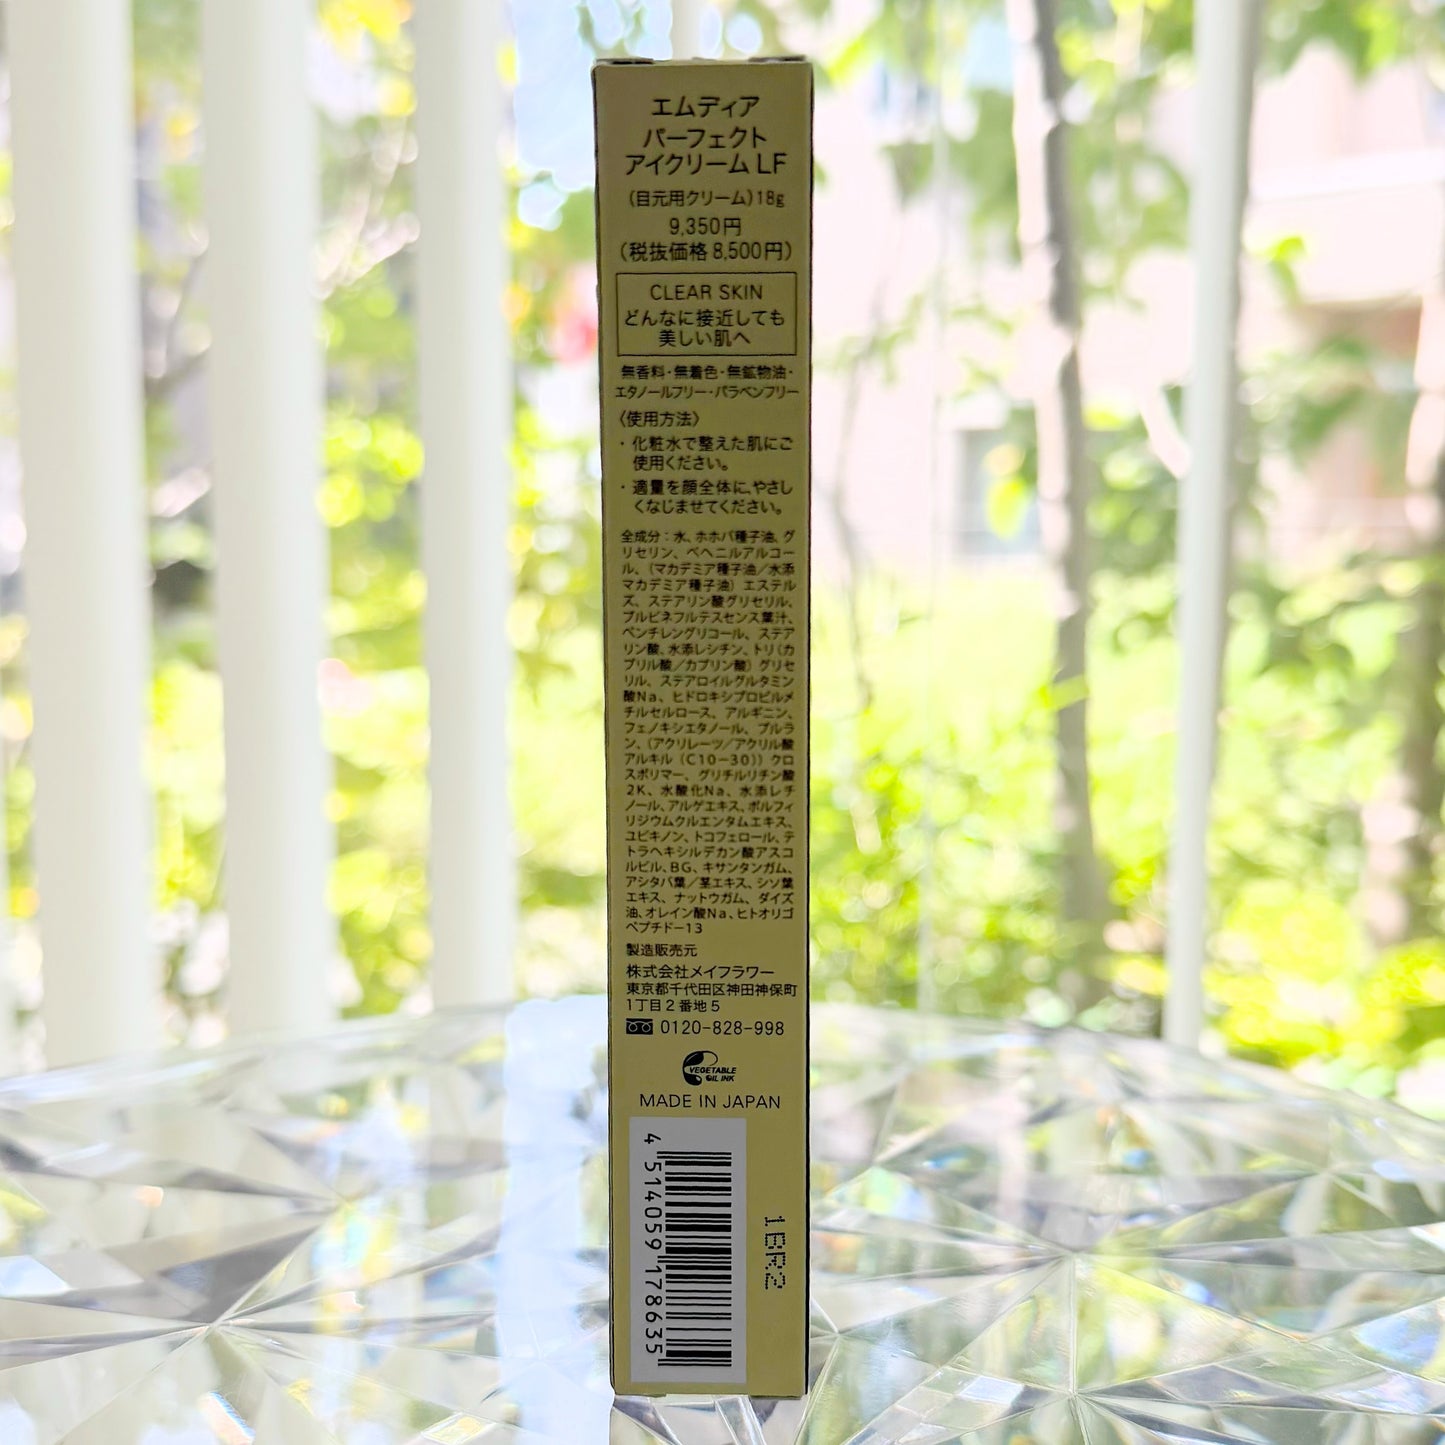 エムディア
パーフェクト
アイクリーム LF
(目元用クリーム)18g
9,350円
(税抜価格 8,500円)
CLEAR SKIN
どんなに接近しても
美しい肌へ
無香料・無着色・無鉱物油・
エタノールフリー・パラベンフリー
〈使用方法〉
・化粧水で整えた肌にご
使用ください。
・適量を顔全体に、やさし
くなじませてください。
全成分：水、ホホバ種子油、グ
リセリン、ベヘニルアルコー
ル、(マカデミア種子油／水添
マカデミア種子油) エステル
ズ、ステアリン酸グリセリル、
ブルビネフルテスセンス葉汁、
ペンチレングリコール、ステア
リン酸、水添レシチン、トリ(カ
プリル酸／カプリン酸) グリセ
リル、ステアロイルグルタミン
酸Na、ヒドロキシプロピルメ
チルセルロース、アルギニン、
フェノキシエタノール、プルラ
ン、(アクリレーツ／アクリル酸
アルキル (C10－30)) クロ
スポリマー、グリチルリチン酸
2K、水酸化Na、水添レチ
ノール、アルゲエキス、ポルフィ
リジウムクルエンタムエキス、
ユビキノン、トコフェロール、テ
トラヘキシルデカン酸アスコ
ルビル、BG、キサンタンガム、
アシタバ葉／茎エキス、シソ葉
エキス、ナットウガム、ダイズ
油、オレイン酸Na、ヒトオリゴ
ペプチド－13
製造販売元
株式会社メイフラワー
東京都千代田区神田神保町
1丁目2番地5
0120-828-998
VEGETABLE
OIL INK
MADE IN JAPAN
4 514059 178635
1BR2